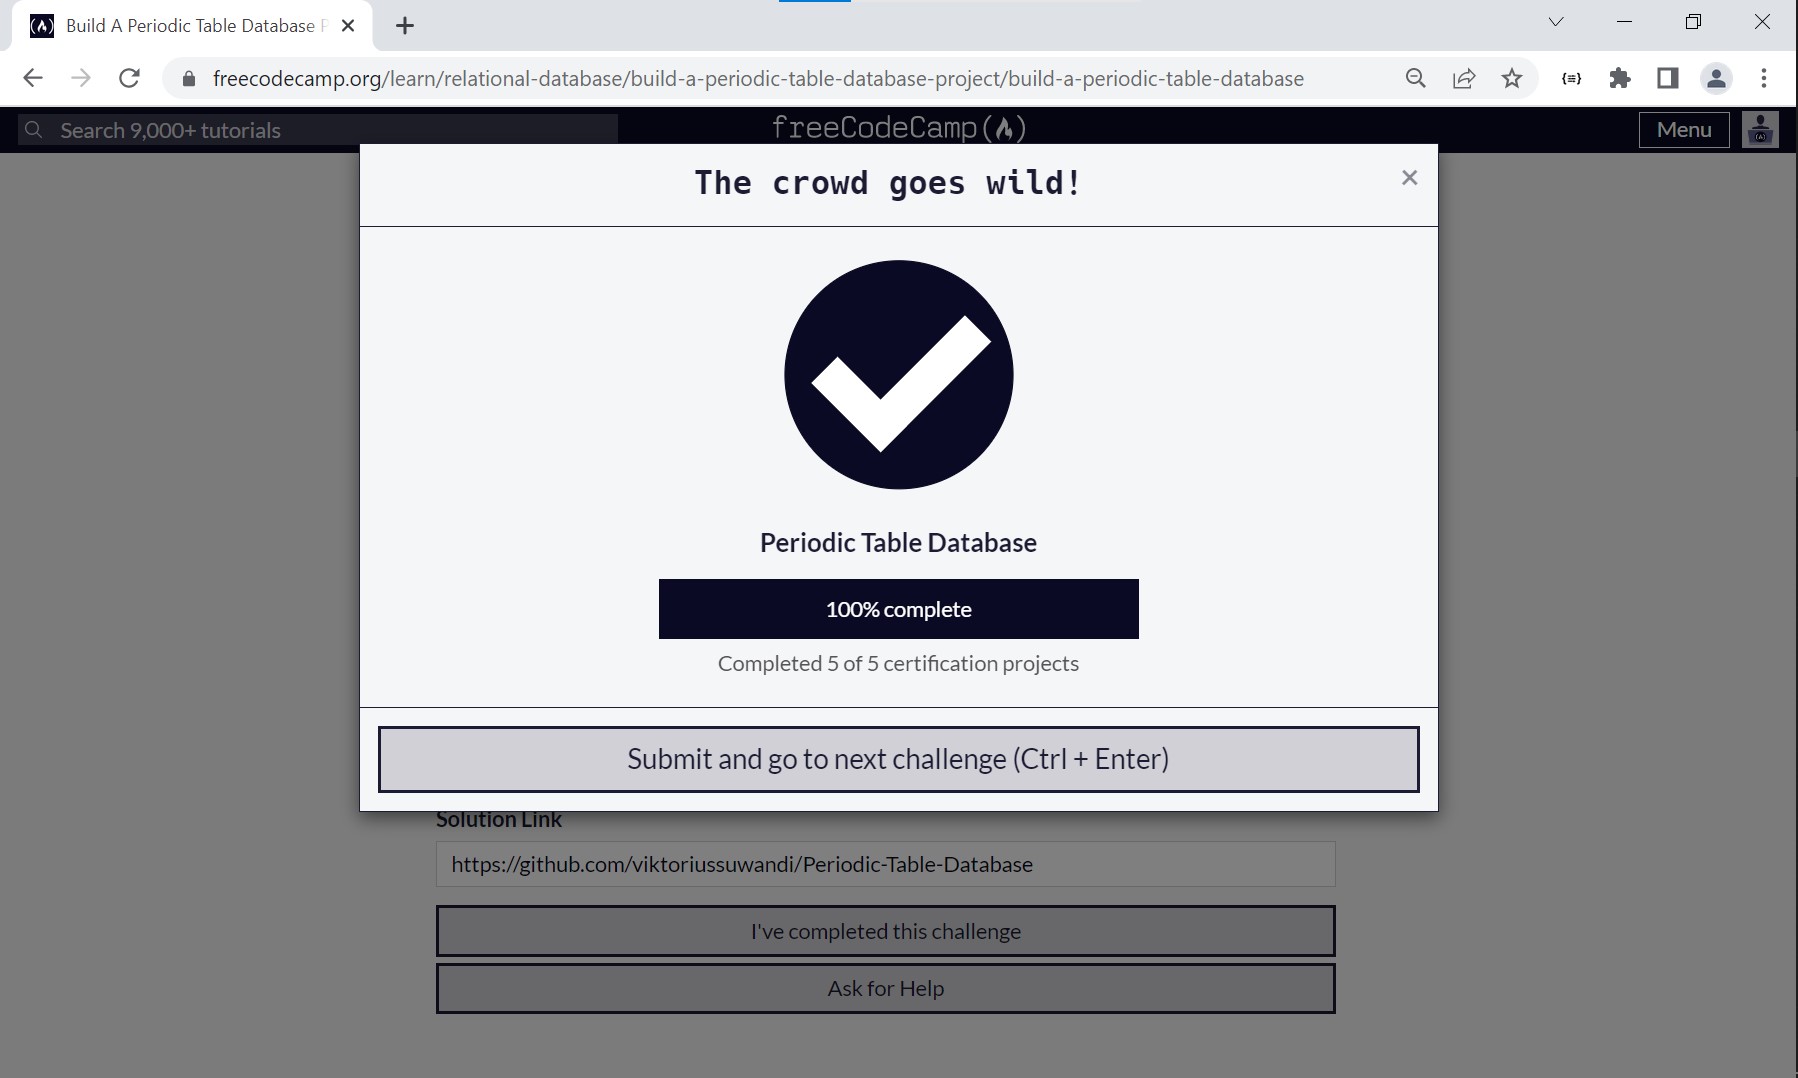 Build A Periodic Table Database
freecodecamp.org/learn/relational-database/build-a-periodic-table-database-project/build-a-periodic-table-database
Search 9,000+ tutorials
freeCodeCamp
Menu
The crowd goes wild!
Periodic Table Database
100% complete
Completed 5 of 5 certification projects
Submit and go to next challenge (Ctrl + Enter)
Solution Link
https://github.com/viktoriussuwandi/Periodic-Table-Database
I've completed this challenge
Ask for Help